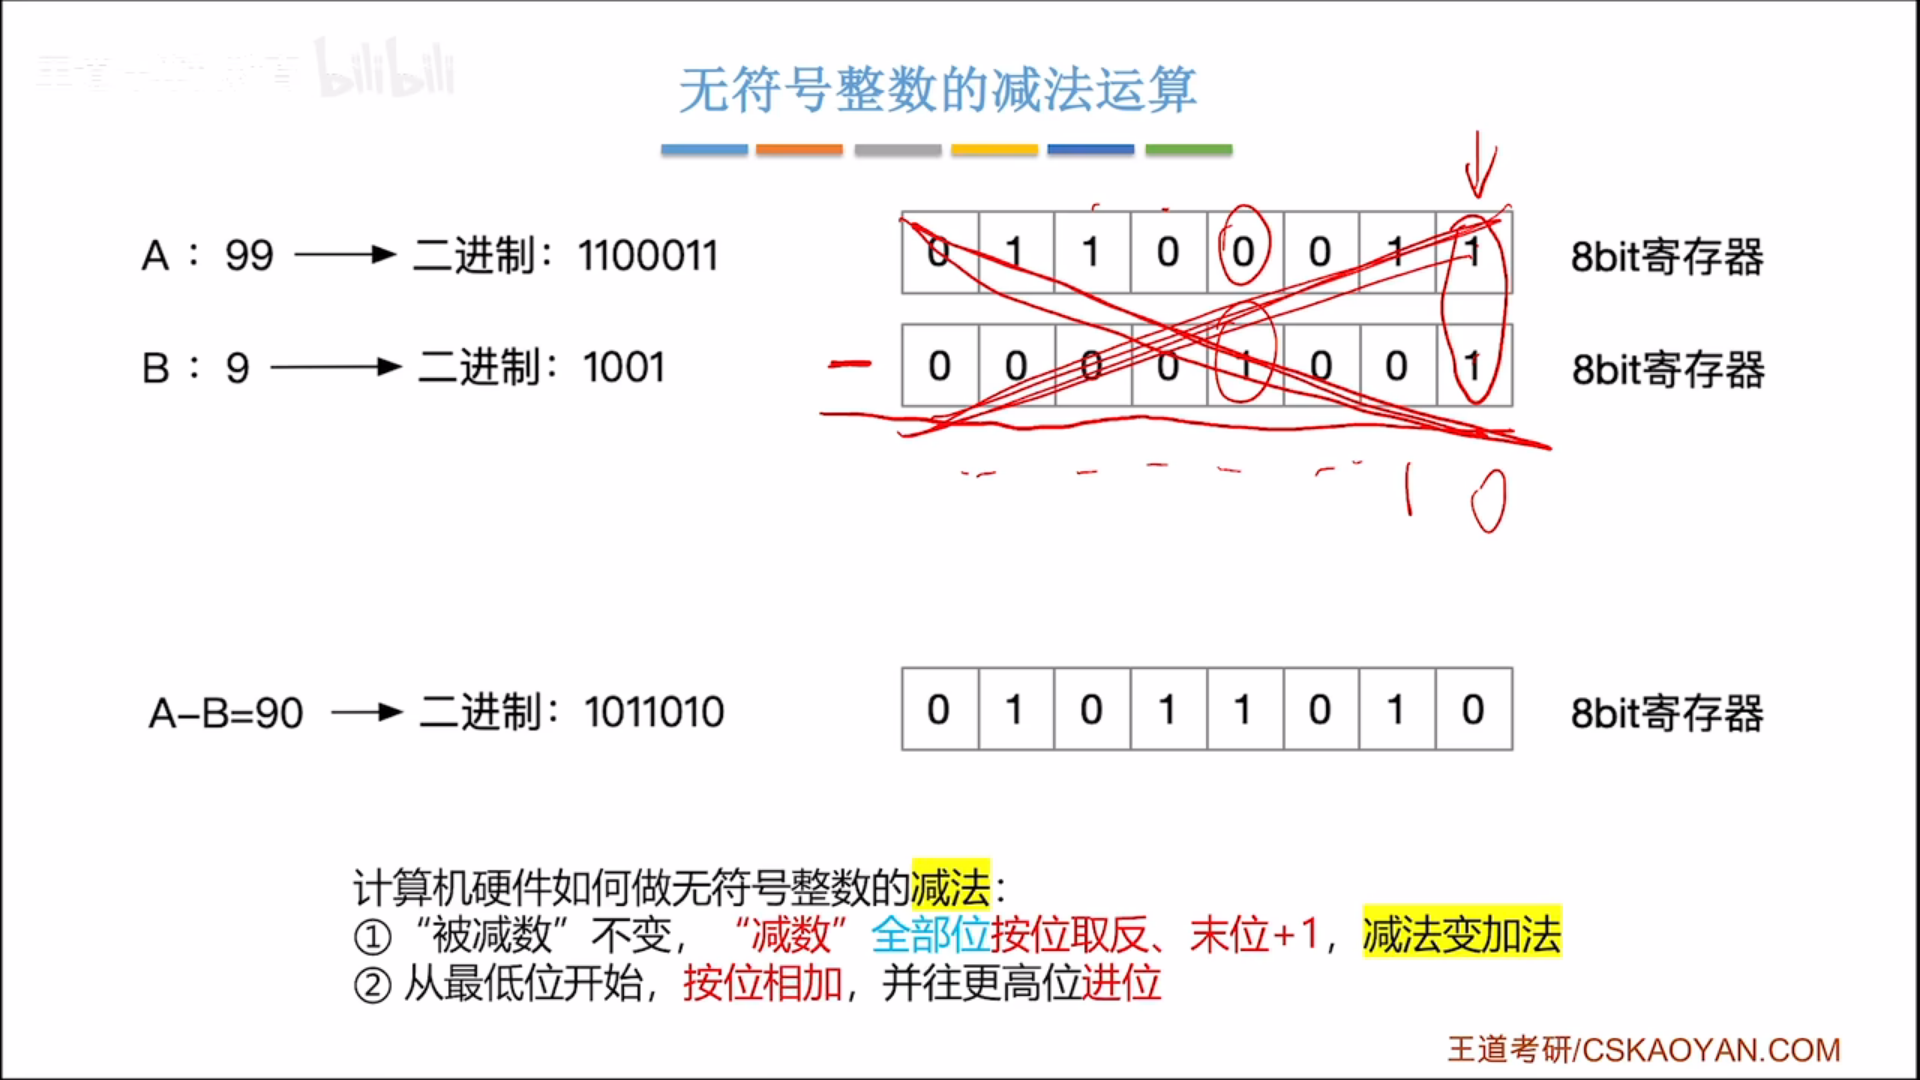 bilibili
无符号整数的减法运算
A： 99 二进制：1100011 0 1 1 0 0 0 1 1 8bit寄存器
B： 9 二进制：1001 － 0 0 0 0 1 0 0 1 8bit寄存器
1 0
A-B=90 二进制：1011010 0 1 0 1 1 0 1 0 8bit寄存器
计算机硬件如何做无符号整数的减法：
① “被减数”不变，“减数”全部位按位取反、末位+1，减法变加法
② 从最低位开始，按位相加，并往更高位进位
王道考研/CSKAOYAN.COM